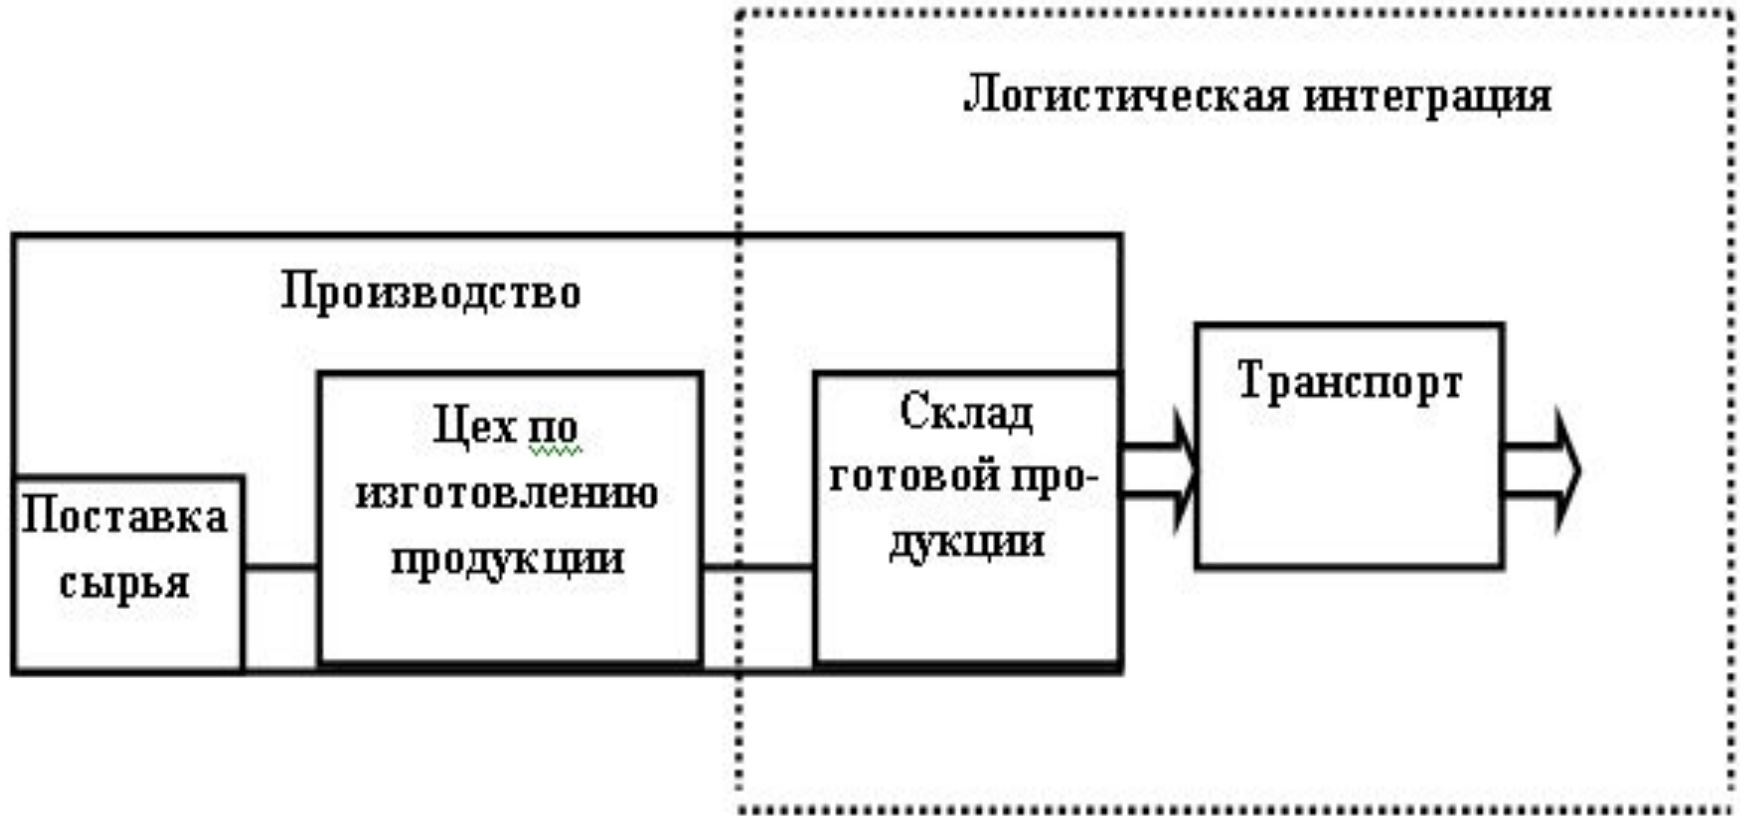 Логистическая интеграция
Производство
Поставка
сырья
Цех по
изготовлению
продукции
Склад
готовой про-
дукции
Транспорт